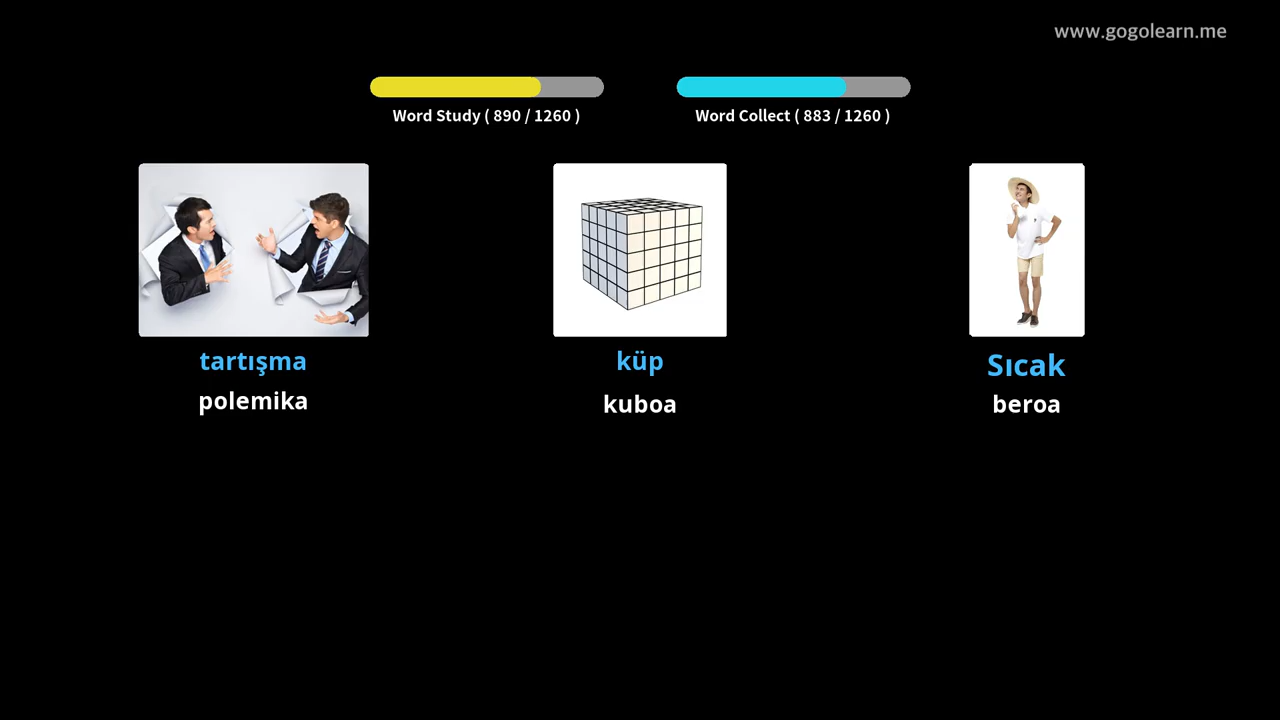 www.gogolearn.me
Word Study ( 890 / 1260 )
Word Collect ( 883 / 1260 )
tartışma
polemika
küp
kuboa
Sıcak
beroa